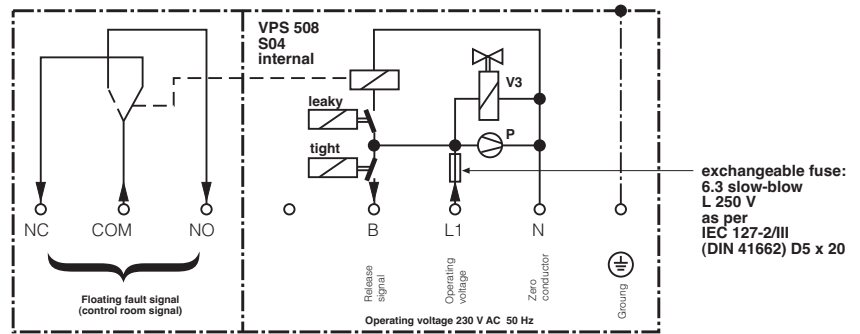 VPS 508
S04
internal
V3
leaky
P
tight
exchangeable fuse:
6.3 slow-blow
L 250 V
as per
IEC 127-2/III
(DIN 41662) D5 x 20
NC
COM
NO
B
L1
N
Floating fault signal
(control room signal)
Release
signal
Operating
voltage
Zero
conductor
Groung
Operating voltage 230 V AC 50 Hz